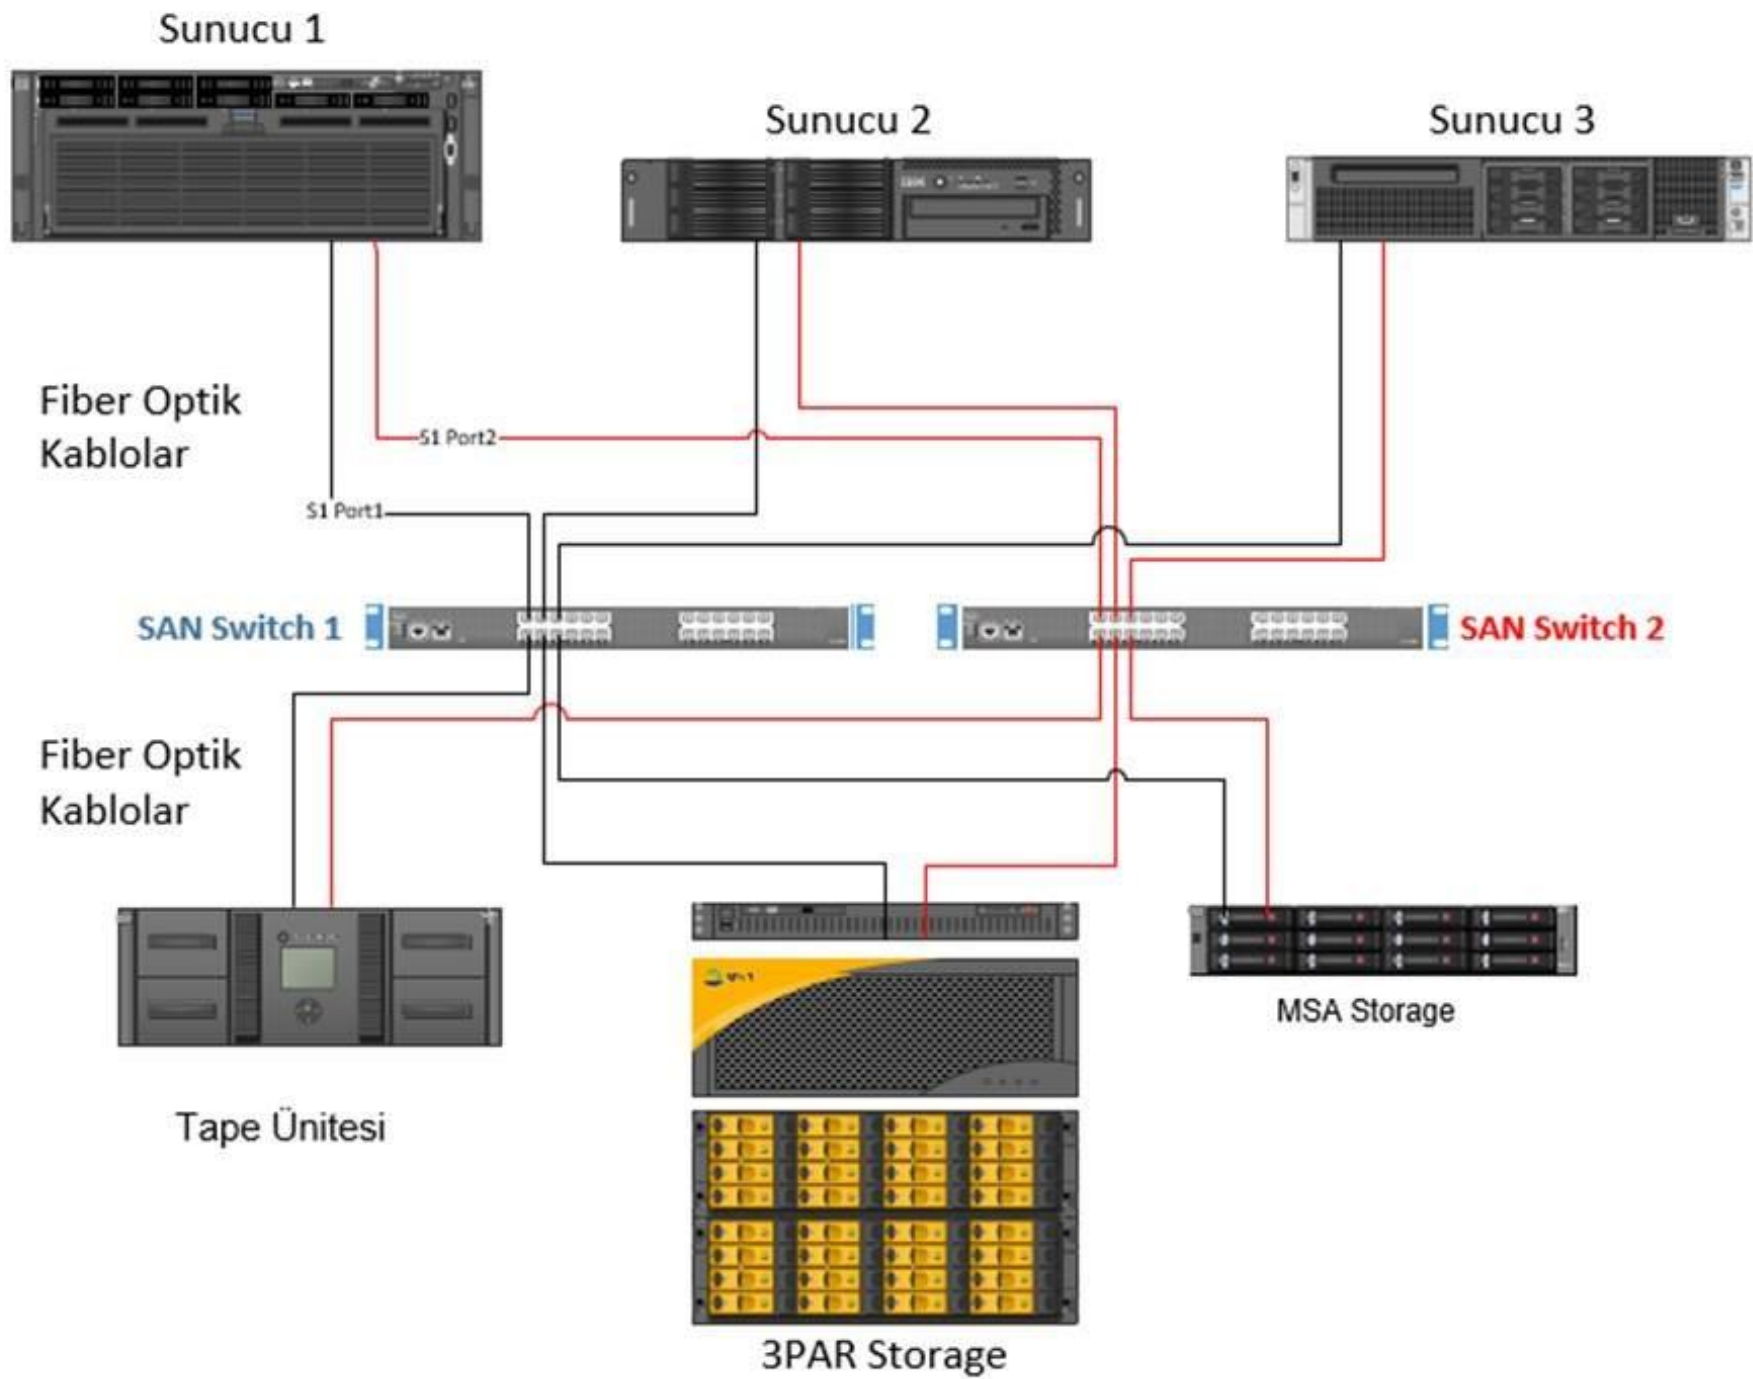 Sunucu 1
Sunucu 2
Sunucu 3
Fiber Optik
Kablolar
S1 Port2
S1 Port1
SAN Switch 1
SAN Switch 2
Fiber Optik
Kablolar
MSA Storage
Tape Ünitesi
3PAR Storage